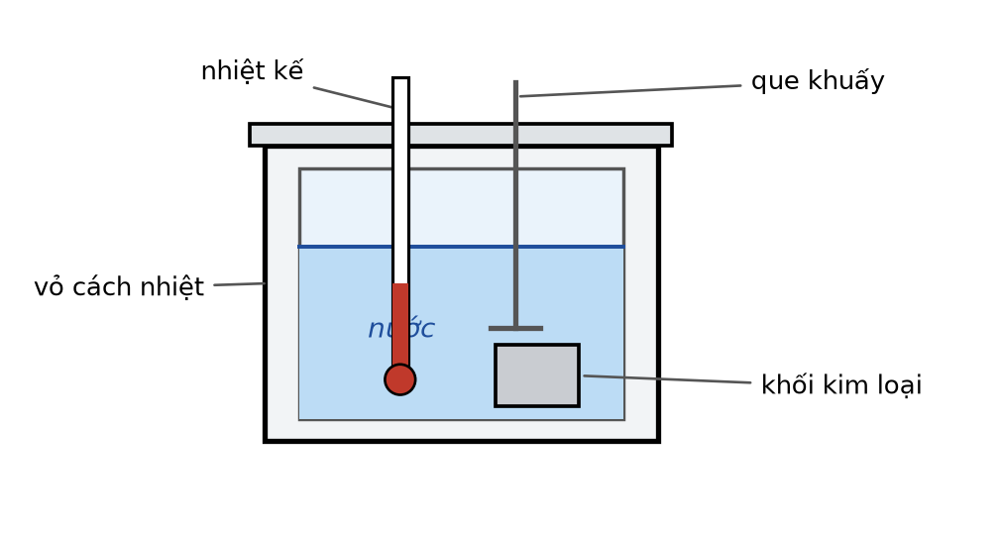 nhiệt kế
que khuấy
vỏ cách nhiệt
nước
khối kim loại